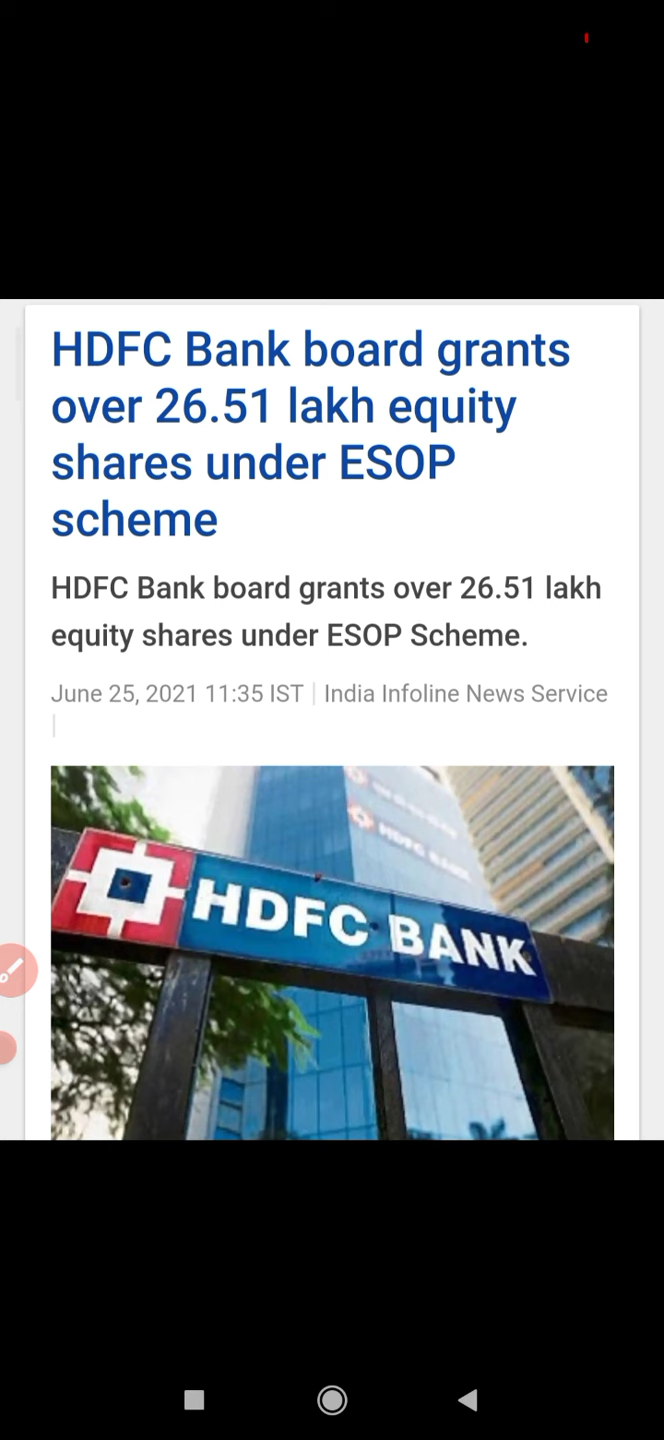 HDFC Bank board grants
over 26.51 lakh equity
shares under ESOP
scheme
HDFC Bank board grants over 26.51 lakh
equity shares under ESOP Scheme.
June 25, 2021 11:35 IST | India Infoline News Service
|
HDFC BANK
HDFC BANK